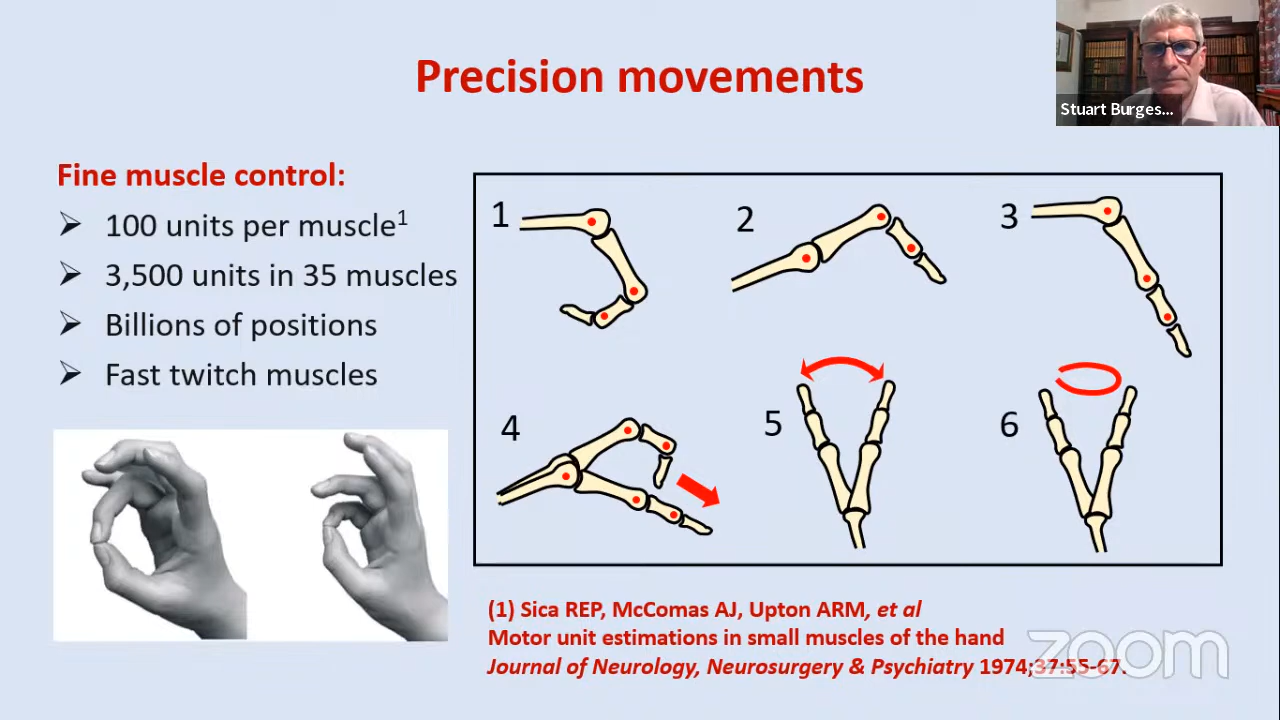 Precision movements
Stuart Burges...
Fine muscle control:
➢ 100 units per muscle¹
➢ 3,500 units in 35 muscles
➢ Billions of positions
➢ Fast twitch muscles
1
2
3
4
5
6
(1) Sica REP, McComas AJ, Upton ARM, et al
Motor unit estimations in small muscles of the hand
Journal of Neurology, Neurosurgery & Psychiatry 1974;37:55-67.
zoom